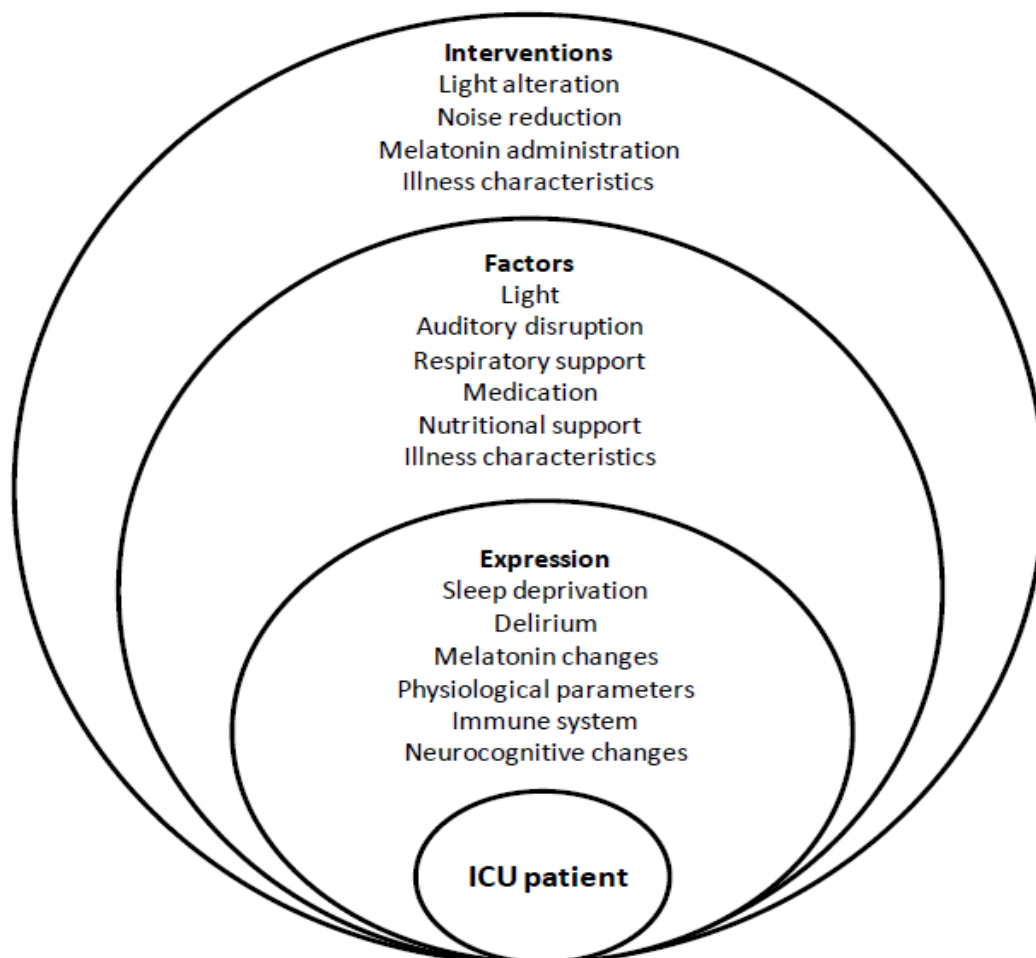 Interventions
Light alteration
Noise reduction
Melatonin administration
Illness characteristics
Factors
Light
Auditory disruption
Respiratory support
Medication
Nutritional support
Illness characteristics
Expression
Sleep deprivation
Delirium
Melatonin changes
Physiological parameters
Immune system
Neurocognitive changes
ICU patient